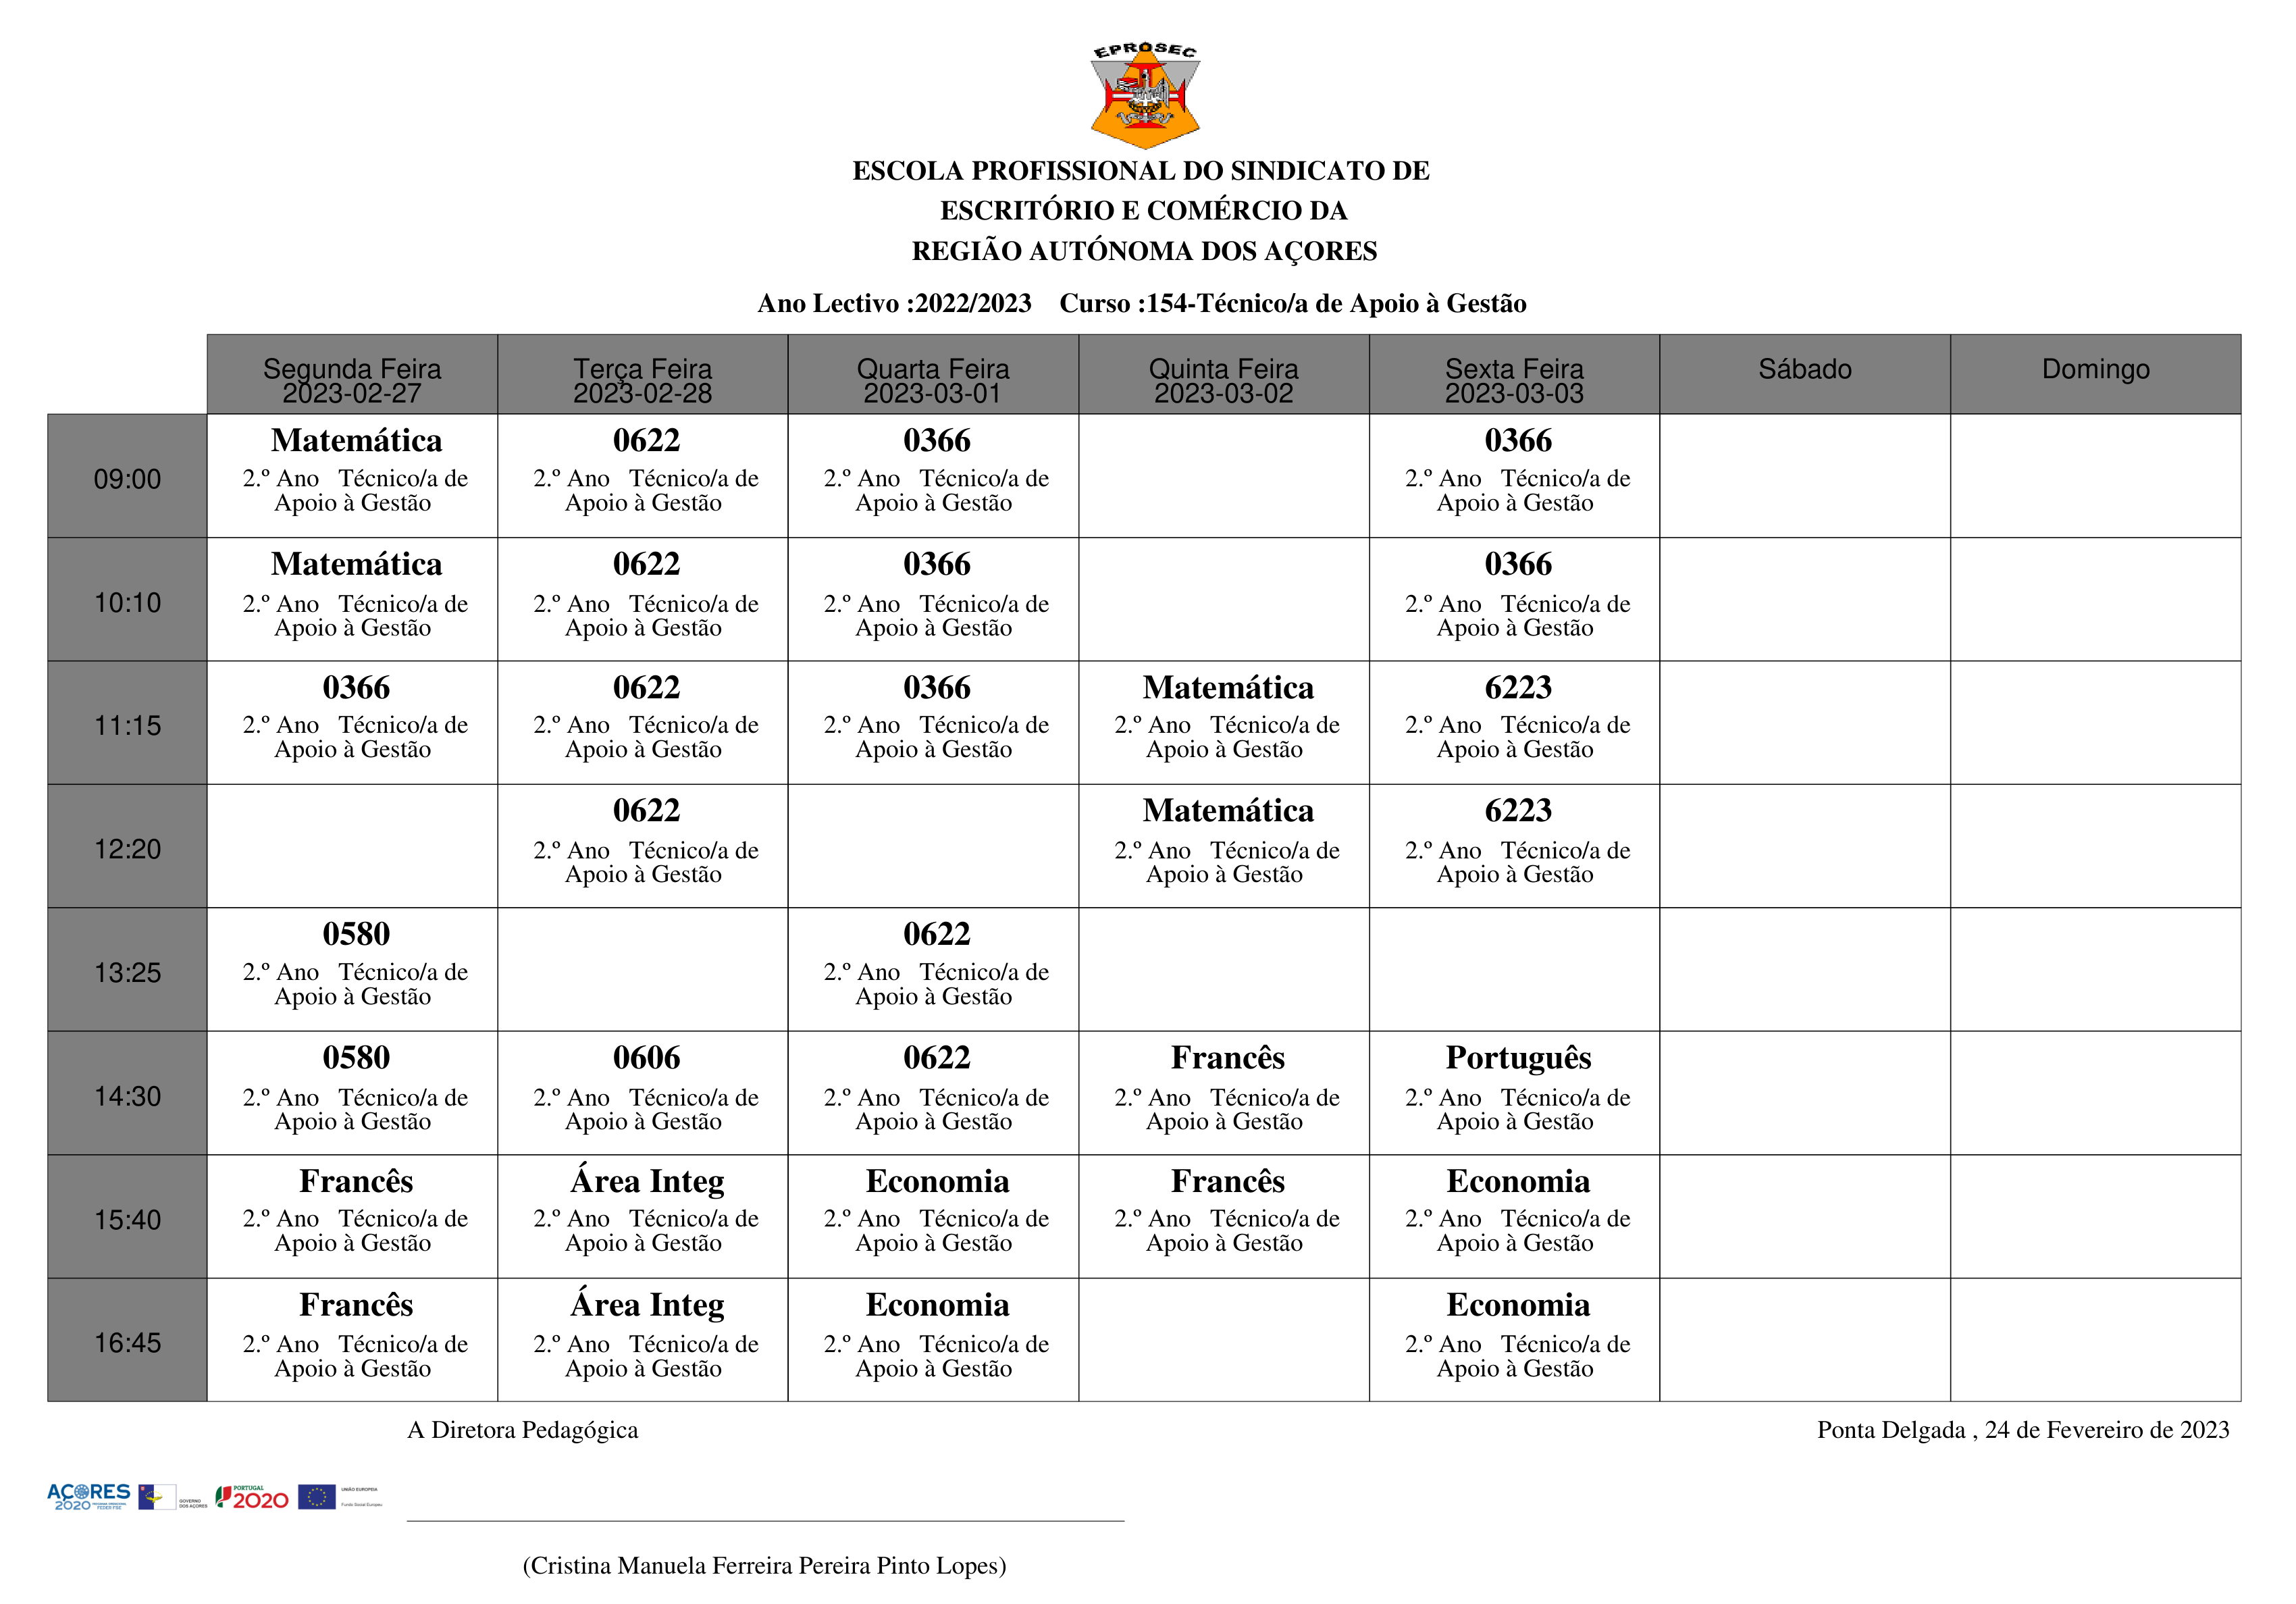 EPROSEC
ESCOLA PROFISSIONAL DO SINDICATO DE
ESCRITÓRIO E COMÉRCIO DA
REGIÃO AUTÓNOMA DOS AÇORES
Ano Lectivo :2022/2023 Curso :154-Técnico/a de Apoio à Gestão
Segunda Feira Terça Feira Quarta Feira Quinta Feira Sexta Feira Sábado Domingo
2023-02-27 2023-02-28 2023-03-01 2023-03-02 2023-03-03
Matemática 0622 0366 0366
09:00 2.º Ano Técnico/a de 2.º Ano Técnico/a de 2.º Ano Técnico/a de 2.º Ano Técnico/a de
Apoio à Gestão Apoio à Gestão Apoio à Gestão Apoio à Gestão
Matemática 0622 0366 0366
10:10 2.º Ano Técnico/a de 2.º Ano Técnico/a de 2.º Ano Técnico/a de 2.º Ano Técnico/a de
Apoio à Gestão Apoio à Gestão Apoio à Gestão Apoio à Gestão
0366 0622 0366 Matemática 6223
11:15 2.º Ano Técnico/a de 2.º Ano Técnico/a de 2.º Ano Técnico/a de 2.º Ano Técnico/a de 2.º Ano Técnico/a de
Apoio à Gestão Apoio à Gestão Apoio à Gestão Apoio à Gestão Apoio à Gestão
0622 Matemática 6223
12:20 2.º Ano Técnico/a de 2.º Ano Técnico/a de 2.º Ano Técnico/a de
Apoio à Gestão Apoio à Gestão Apoio à Gestão
0580 0622
13:25 2.º Ano Técnico/a de 2.º Ano Técnico/a de
Apoio à Gestão Apoio à Gestão
0580 0606 0622 Francês Português
14:30 2.º Ano Técnico/a de 2.º Ano Técnico/a de 2.º Ano Técnico/a de 2.º Ano Técnico/a de 2.º Ano Técnico/a de
Apoio à Gestão Apoio à Gestão Apoio à Gestão Apoio à Gestão Apoio à Gestão
Francês Área Integ Economia Francês Economia
15:40 2.º Ano Técnico/a de 2.º Ano Técnico/a de 2.º Ano Técnico/a de 2.º Ano Técnico/a de 2.º Ano Técnico/a de
Apoio à Gestão Apoio à Gestão Apoio à Gestão Apoio à Gestão Apoio à Gestão
Francês Área Integ Economia Economia
16:45 2.º Ano Técnico/a de 2.º Ano Técnico/a de 2.º Ano Técnico/a de 2.º Ano Técnico/a de
Apoio à Gestão Apoio à Gestão Apoio à Gestão Apoio à Gestão
A Diretora Pedagógica Ponta Delgada , 24 de Fevereiro de 2023
AÇORES PORTUGAL UNIÃO EUROPEIA
2020 GOVERNO 2020
DOS AÇORES Fundo Social Europeu
(Cristina Manuela Ferreira Pereira Pinto Lopes)